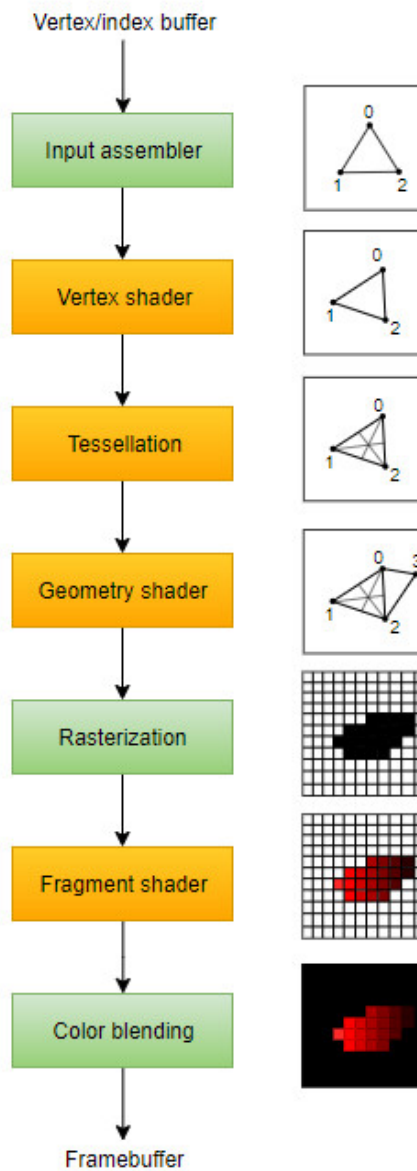 Vertex/index buffer
Input assembler
0
1
2
Vertex shader
0
1
2
Tessellation
0
1
2
Geometry shader
0
3
1
2
Rasterization
Fragment shader
Color blending
Framebuffer